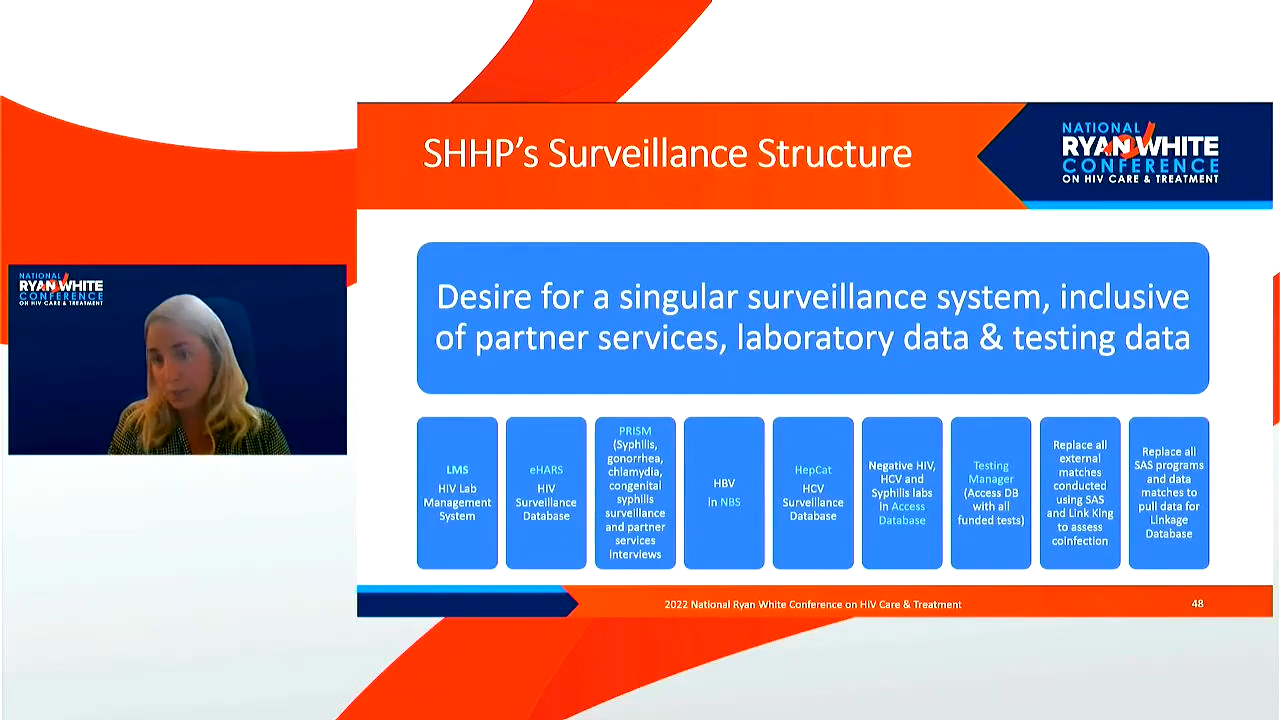 SHHP's Surveillance Structure
NATIONAL
RYAN WHITE
CONFERENCE
ON HIV CARE & TREATMENT
NATIONAL
RYAN WHITE
CONFERENCE
ON HIV CARE & TREATMENT
Desire for a singular surveillance system, inclusive
of partner services, laboratory data & testing data
LMS
HIV Lab
Management
System
eHARS
HIV
Surveillance
Database
PRISM
(Syphilis,
gonorrhea,
chlamydia,
congenital
syphilis
surveillance
and partner
services
interviews
HBV
in NBS
HepCat
HCV
Surveillance
Database
Negative HIV,
HCV and
Syphilis labs
in Access
Database
Testing
Manager
(Access DB
with all
funded tests)
Replace all
external
matches
conducted
using SAS
and Link King
to assess
coinfection
Replace all
SAS programs
and data
matches to
pull data for
Linkage
Database
2022 National Ryan White Conference on HIV Care & Treatment
48